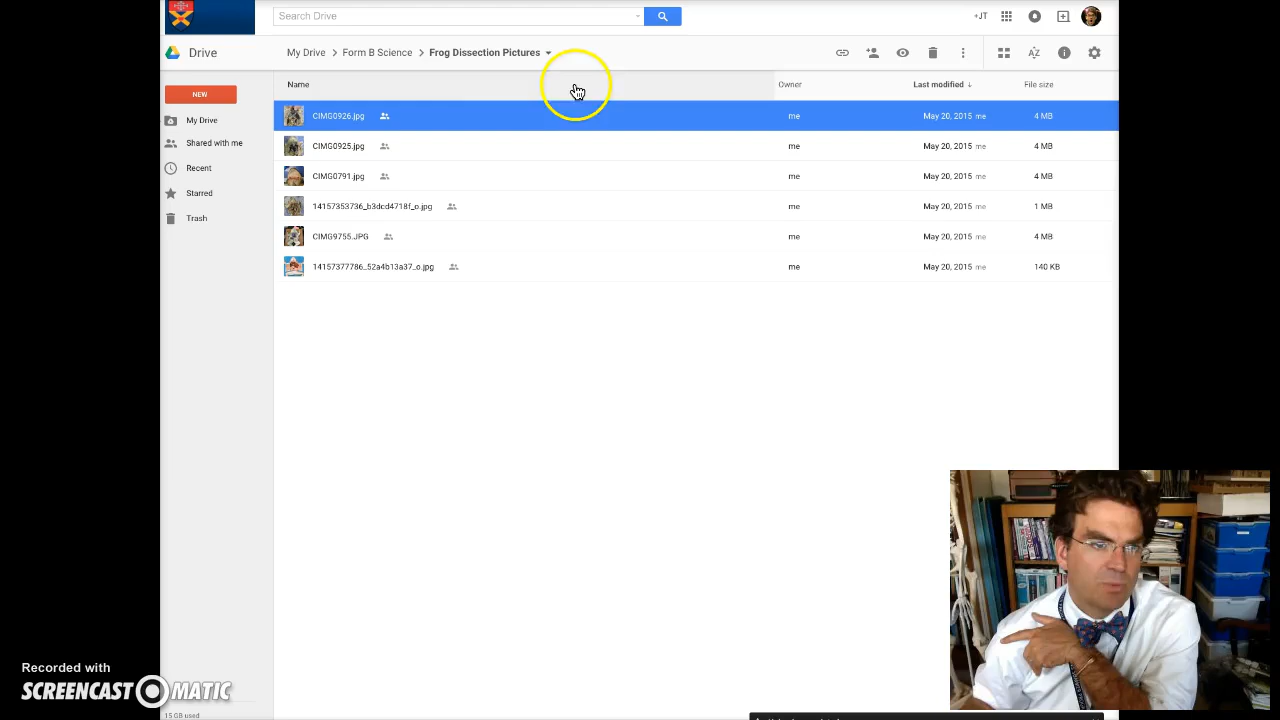 Search Drive
+JT
Drive
My Drive > Form B Science > Frog Dissection Pictures
NEW
My Drive
Shared with me
Recent
Starred
Trash
Name Owner Last modified ↓ File size
CIMG0926.jpg me May 20, 2015 me 4 MB
CIMG0925.jpg me May 20, 2015 me 4 MB
CIMG0791.jpg me May 20, 2015 me 4 MB
14157353736_b3dcd4718f_o.jpg me May 20, 2015 me 1 MB
CIMG9755.JPG me May 20, 2015 me 4 MB
14157377786_52a4b13a37_o.jpg me May 20, 2015 me 140 KB
Recorded with
SCREENCAST MATIC
15 GB used